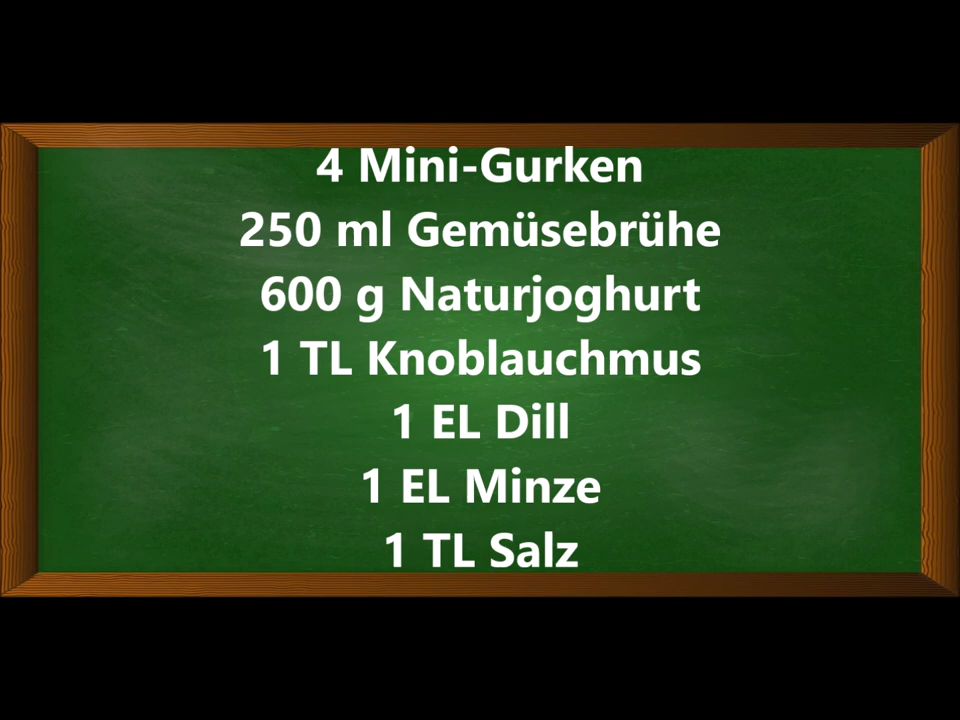 4 Mini-Gurken
250 ml Gemüsebrühe
600 g Naturjoghurt
1 TL Knoblauchmus
1 EL Dill
1 EL Minze
1 TL Salz